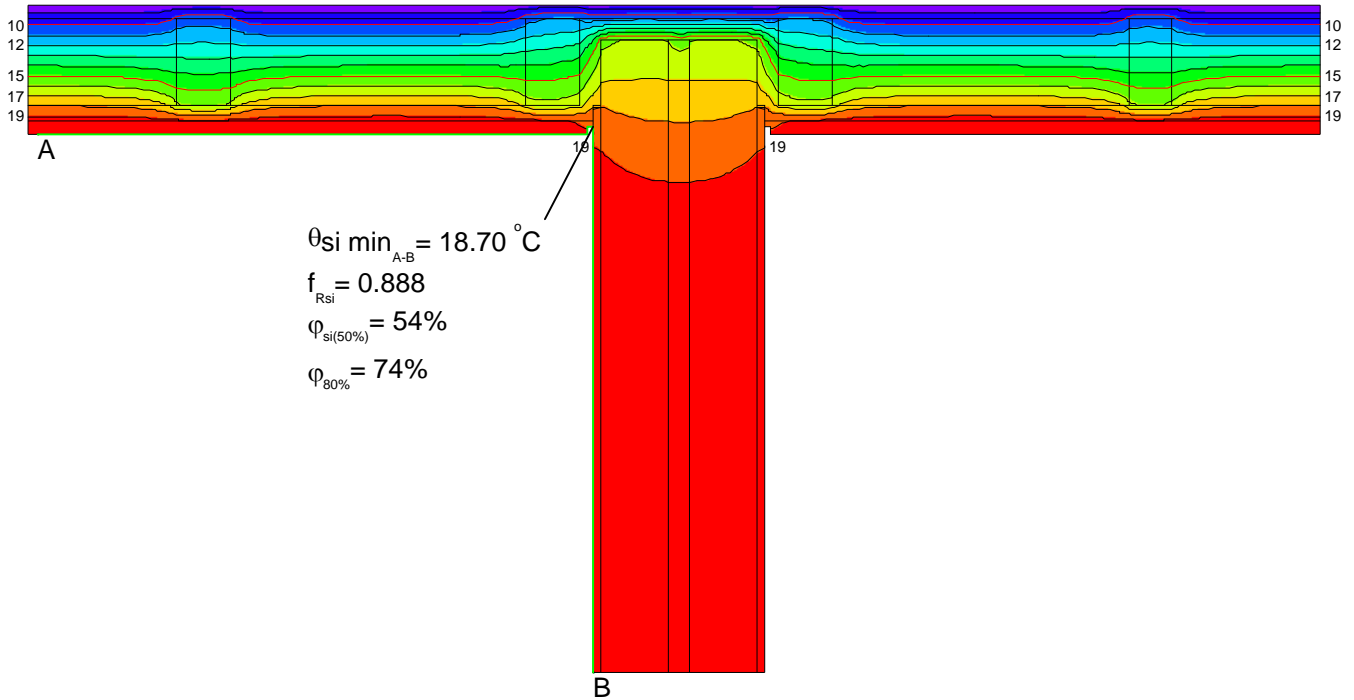 10 10
12 12
15 15
17 17
19 19
A
19 19
θsi min A-B = 18.70 °C
fRsi = 0.888
φsi(50%) = 54%
φ80% = 74%
B